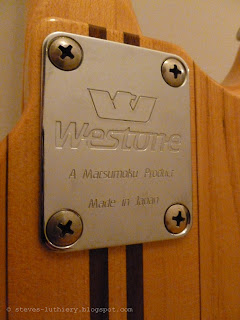 W
Westone
A Matsumoku Product
Made in Japan
© steves-luthiery.blogspot.com